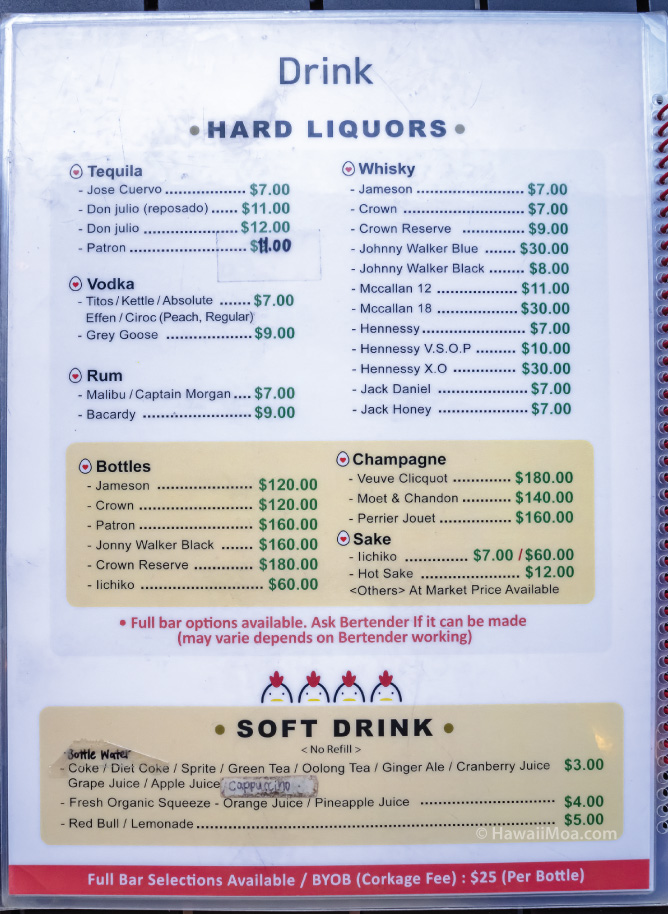 Drink
• HARD LIQUORS •
Tequila
- Jose Cuervo .................. $7.00
- Don julio (reposado) ...... $11.00
- Don julio ..................... $12.00
- Patron ........................ $11.00
Vodka
- Titos / Kettle / Absolute ....... $7.00
Effen / Ciroc (Peach, Regular)
- Grey Goose ................... $9.00
Rum
- Malibu / Captain Morgan .... $7.00
- Bacardy ........................ $9.00
Whisky
- Jameson ........................ $7.00
- Crown ........................... $7.00
- Crown Reserve ................ $9.00
- Johnny Walker Blue ....... $30.00
- Johnny Walker Black ...... $8.00
- Mccallan 12 .................. $11.00
- Mccallan 18 .................. $30.00
- Hennessy ....................... $7.00
- Hennessy V.S.O.P ......... $10.00
- Hennessy X.O .............. $30.00
- Jack Daniel .................... $7.00
- Jack Honey .................... $7.00
Bottles
- Jameson .................... $120.00
- Crown ........................ $120.00
- Patron ........................ $160.00
- Jonny Walker Black ....... $160.00
- Crown Reserve ............. $180.00
- Iichiko ........................ $60.00
Champagne
- Veuve Clicquot ............ $180.00
- Moet & Chandon .......... $140.00
- Perrier Jouet ............... $160.00
Sake
- Iichiko .............. $7.00 / $60.00
- Hot Sake ..................... $12.00
<Others> At Market Price Available
• Full bar options available. Ask Bertender If it can be made
(may varie depends on Bertender working)
• SOFT DRINK •
< No Refill >
Bottle Water
- Coke / Diet Coke / Sprite / Green Tea / Oolong Tea / Ginger Ale / Cranberry Juice $3.00
Grape Juice / Apple Juice Cappuccino
- Fresh Organic Squeeze - Orange Juice / Pineapple Juice .............................. $4.00
- Red Bull / Lemonade ........................................................................ $5.00
© HawaiiMoa.com
Full Bar Selections Available / BYOB (Corkage Fee) : $25 (Per Bottle)